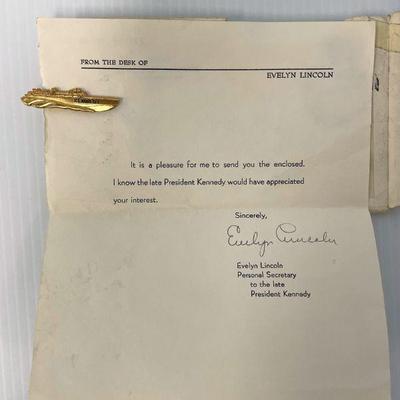 FROM THE DESK OF
EVELYN LINCOLN
KENNEDY
It is a pleasure for me to send you the enclosed.
I know the late President Kennedy would have appreciated
your interest.
Sincerely,
Evelyn Lincoln
Evelyn Lincoln
Personal Secretary
to the late
President Kennedy